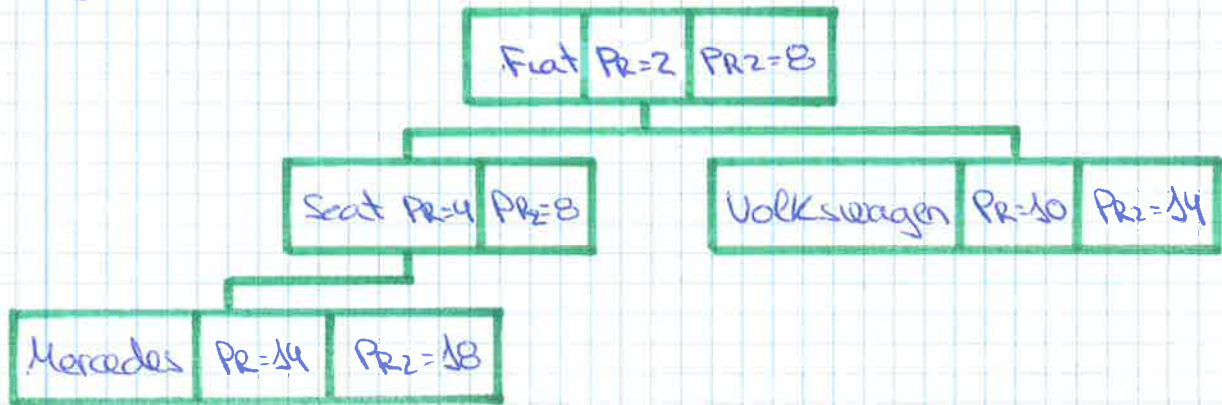 Fiat PR=2 PR2=8
Seat PR=4 PR2=8
Volkswagen PR=10 PR2=14
Mercedes PR=14 PR2=18